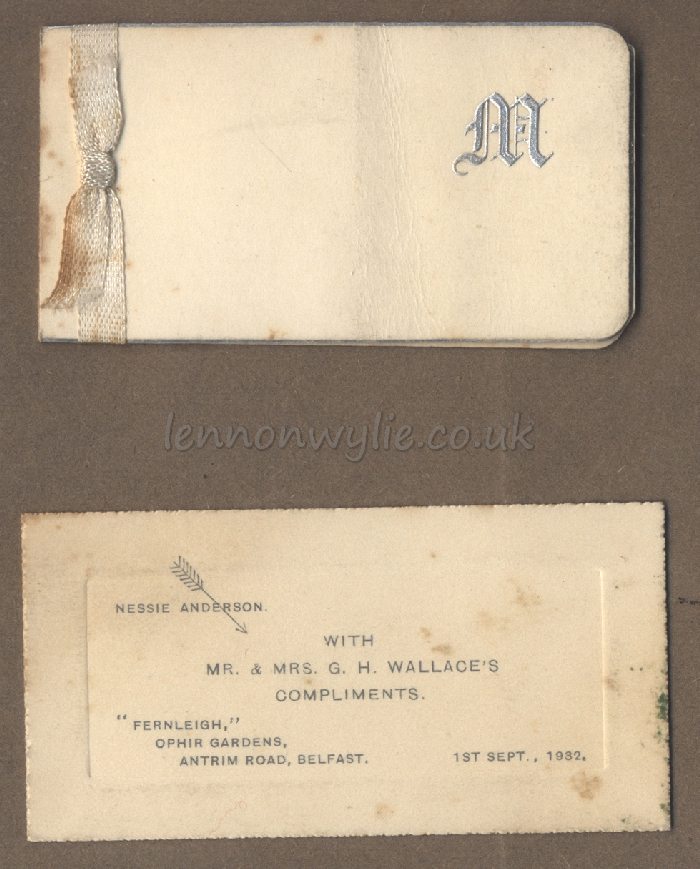 M
lennonwylie.co.uk
NESSIE ANDERSON.
WITH
MR. & MRS. G. H. WALLACE'S
COMPLIMENTS.
"FERNLEIGH,"
OPHIR GARDENS,
ANTRIM ROAD, BELFAST.
1ST SEPT., 1932,